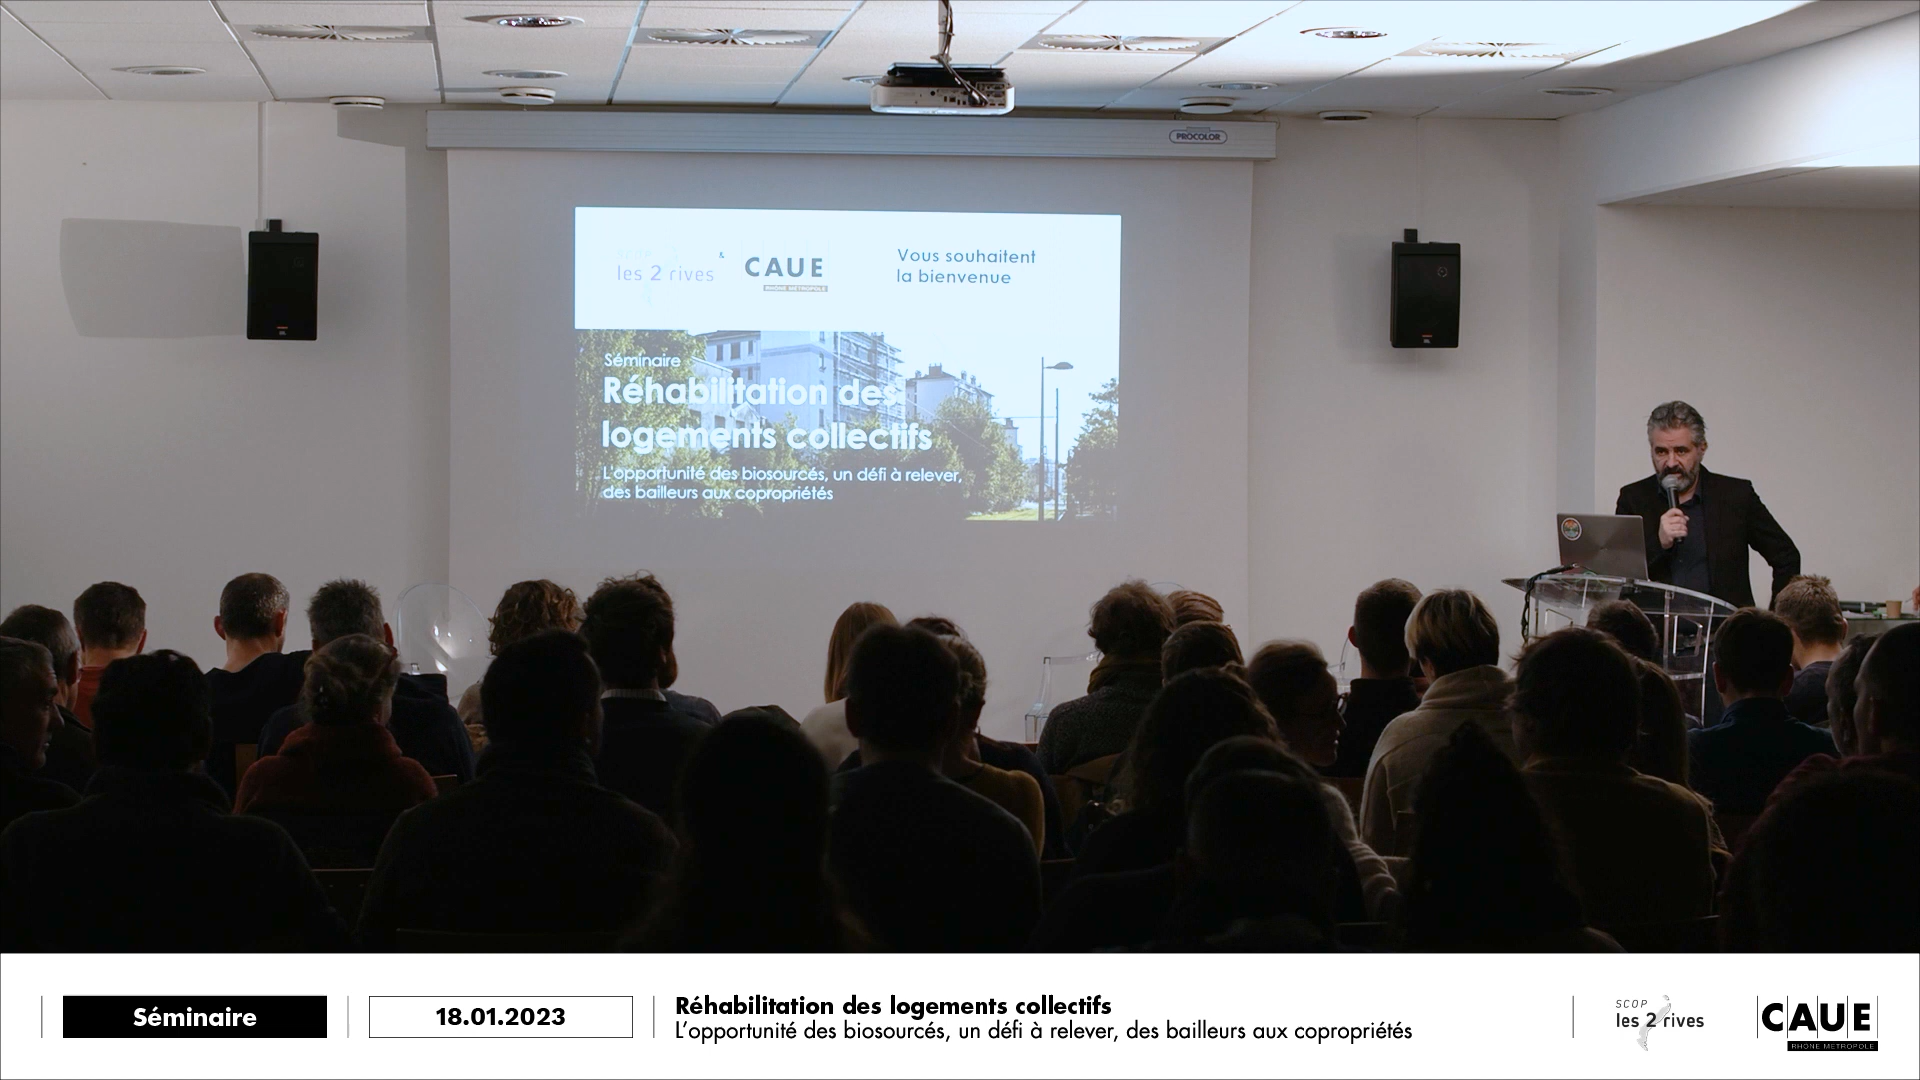 PROCOLOR
&
les 2 rives
CAUE
RHÔNE METROPOLE
Vous souhaitent
la bienvenue
Séminaire
Réhabilitation des
logements collectifs
L'opportunité des biosourcés, un défi à relever,
des bailleurs aux copropriétés
Séminaire
18.01.2023
Réhabilitation des logements collectifs
L'opportunité des biosourcés, un défi à relever, des bailleurs aux copropriétés
SCOP
les 2 rives
CAUE
RHÔNE METROPOLE